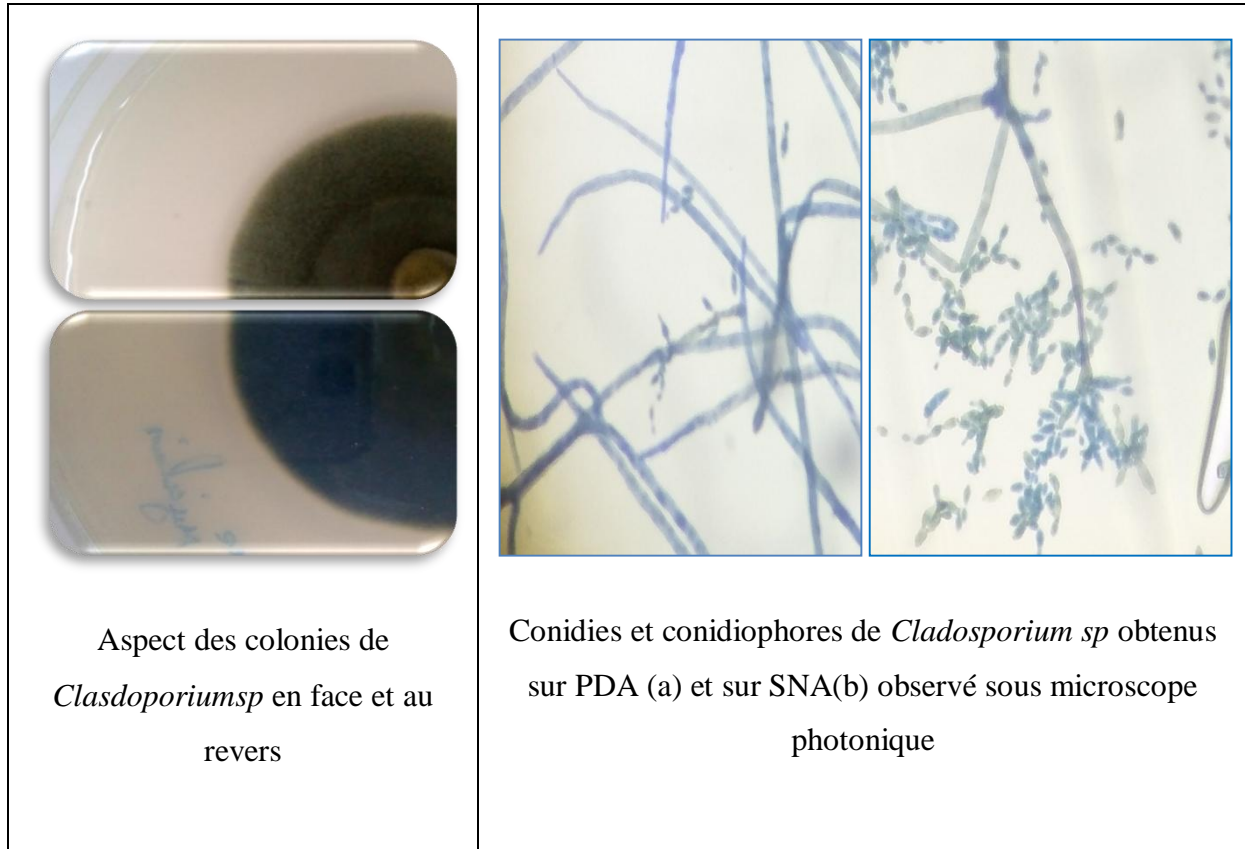 Aspect des colonies de
Clasdoporiumsp en face et au
revers
Conidies et conidiophores de Cladosporium sp obtenus
sur PDA (a) et sur SNA(b) observé sous microscope
photonique